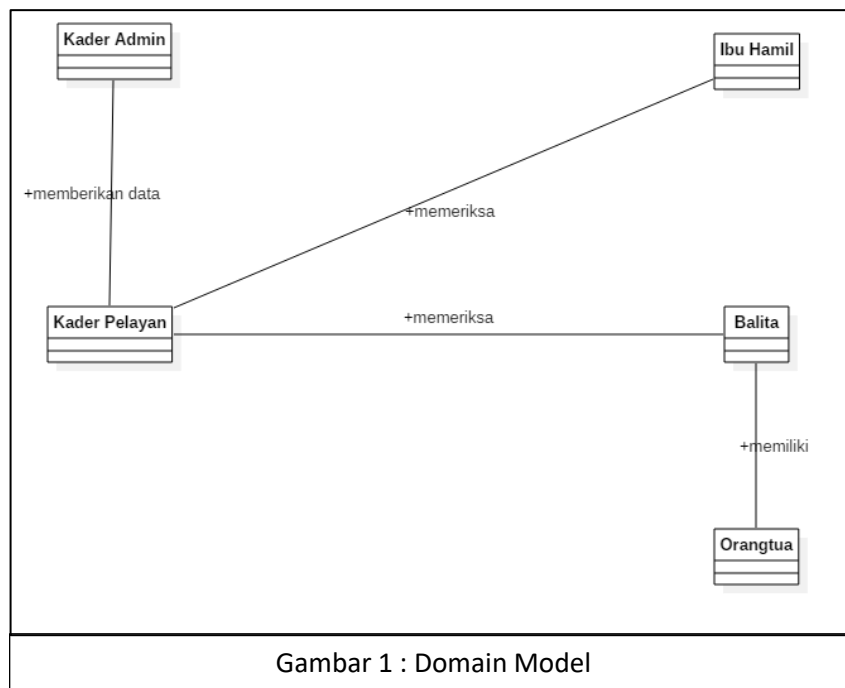 Kader Admin
Ibu Hamil
+memberikan data
+memeriksa
Kader Pelayan
+memeriksa
Balita
+memiliki
Orangtua
Gambar 1 : Domain Model